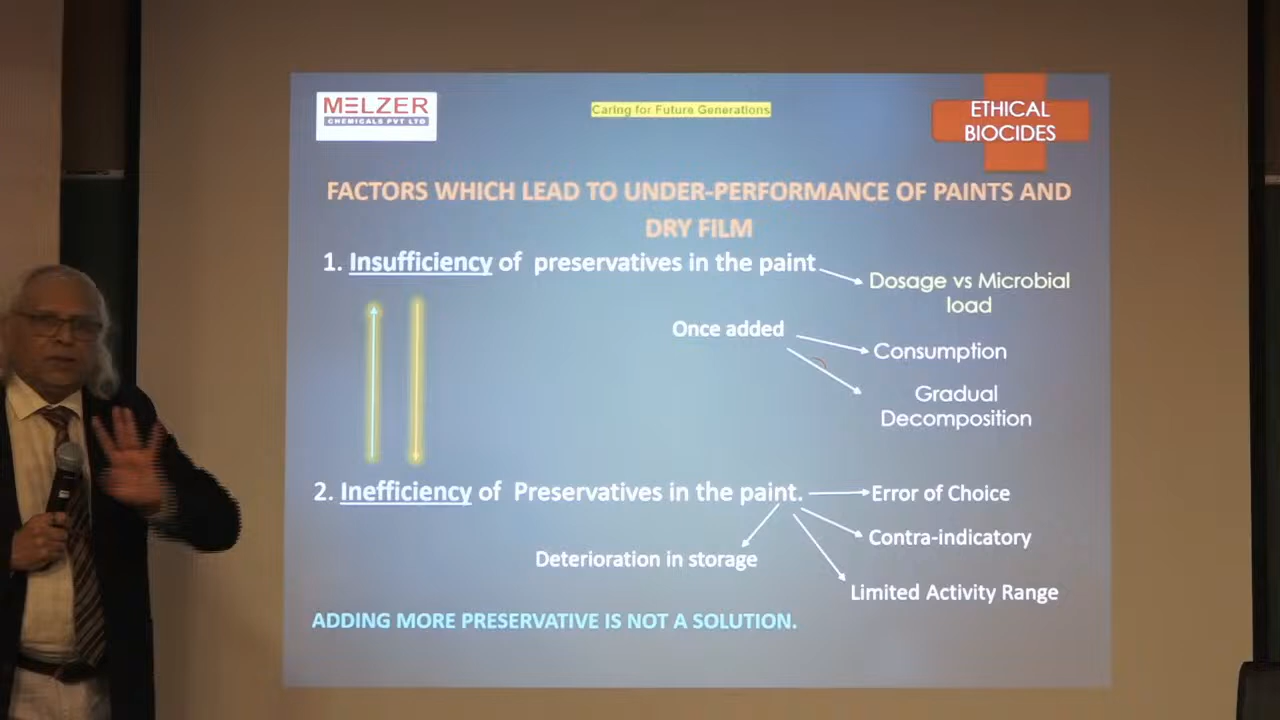 MELZER
CHEMICALS PVT LTD
Caring for Future Generations
ETHICAL
BIOCIDES
FACTORS WHICH LEAD TO UNDER-PERFORMANCE OF PAINTS AND
DRY FILM
1. Insufficiency of preservatives in the paint
Dosage vs Microbial
load
Once added
Consumption
Gradual
Decomposition
2. Inefficiency of Preservatives in the paint.
Error of Choice
Contra-indicatory
Deterioration in storage
Limited Activity Range
ADDING MORE PRESERVATIVE IS NOT A SOLUTION.